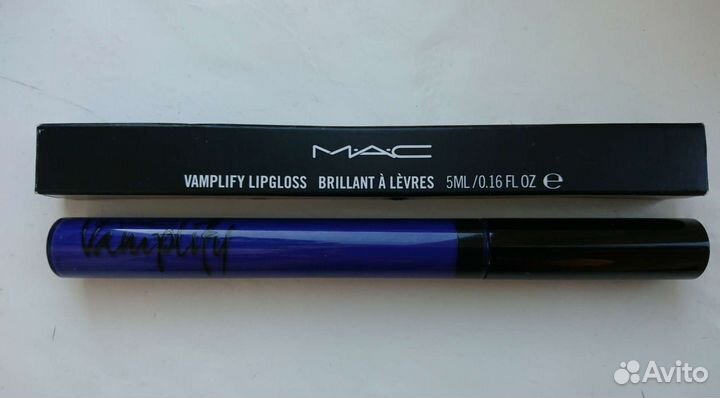 M·A·C
VAMPLIFY LIPGLOSS BRILLANT À LÈVRES 5ML/0.16 FL OZ ℮
Vamplify
Avito